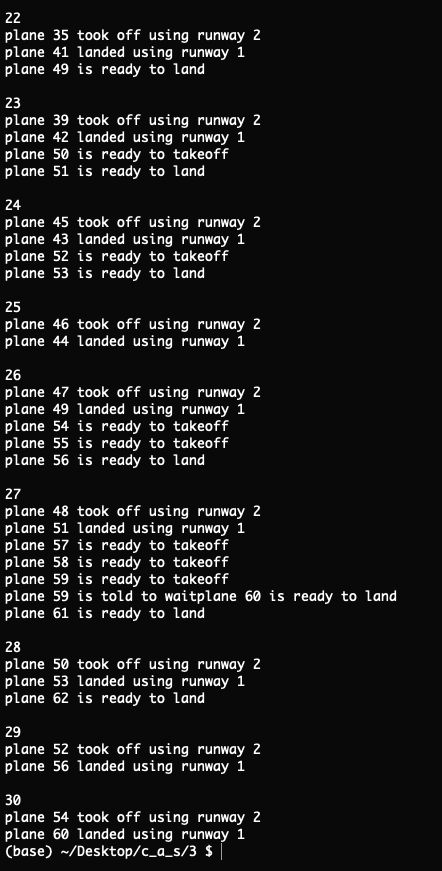 22
plane 35 took off using runway 2
plane 41 landed using runway 1
plane 49 is ready to land
23
plane 39 took off using runway 2
plane 42 landed using runway 1
plane 50 is ready to takeoff
plane 51 is ready to land
24
plane 45 took off using runway 2
plane 43 landed using runway 1
plane 52 is ready to takeoff
plane 53 is ready to land
25
plane 46 took off using runway 2
plane 44 landed using runway 1
26
plane 47 took off using runway 2
plane 49 landed using runway 1
plane 54 is ready to takeoff
plane 55 is ready to takeoff
plane 56 is ready to land
27
plane 48 took off using runway 2
plane 51 landed using runway 1
plane 57 is ready to takeoff
plane 58 is ready to takeoff
plane 59 is ready to takeoff
plane 59 is told to waitplane 60 is ready to land
plane 61 is ready to land
28
plane 50 took off using runway 2
plane 53 landed using runway 1
plane 62 is ready to land
29
plane 52 took off using runway 2
plane 56 landed using runway 1
30
plane 54 took off using runway 2
plane 60 landed using runway 1
(base) ~/Desktop/c_a_s/3 $